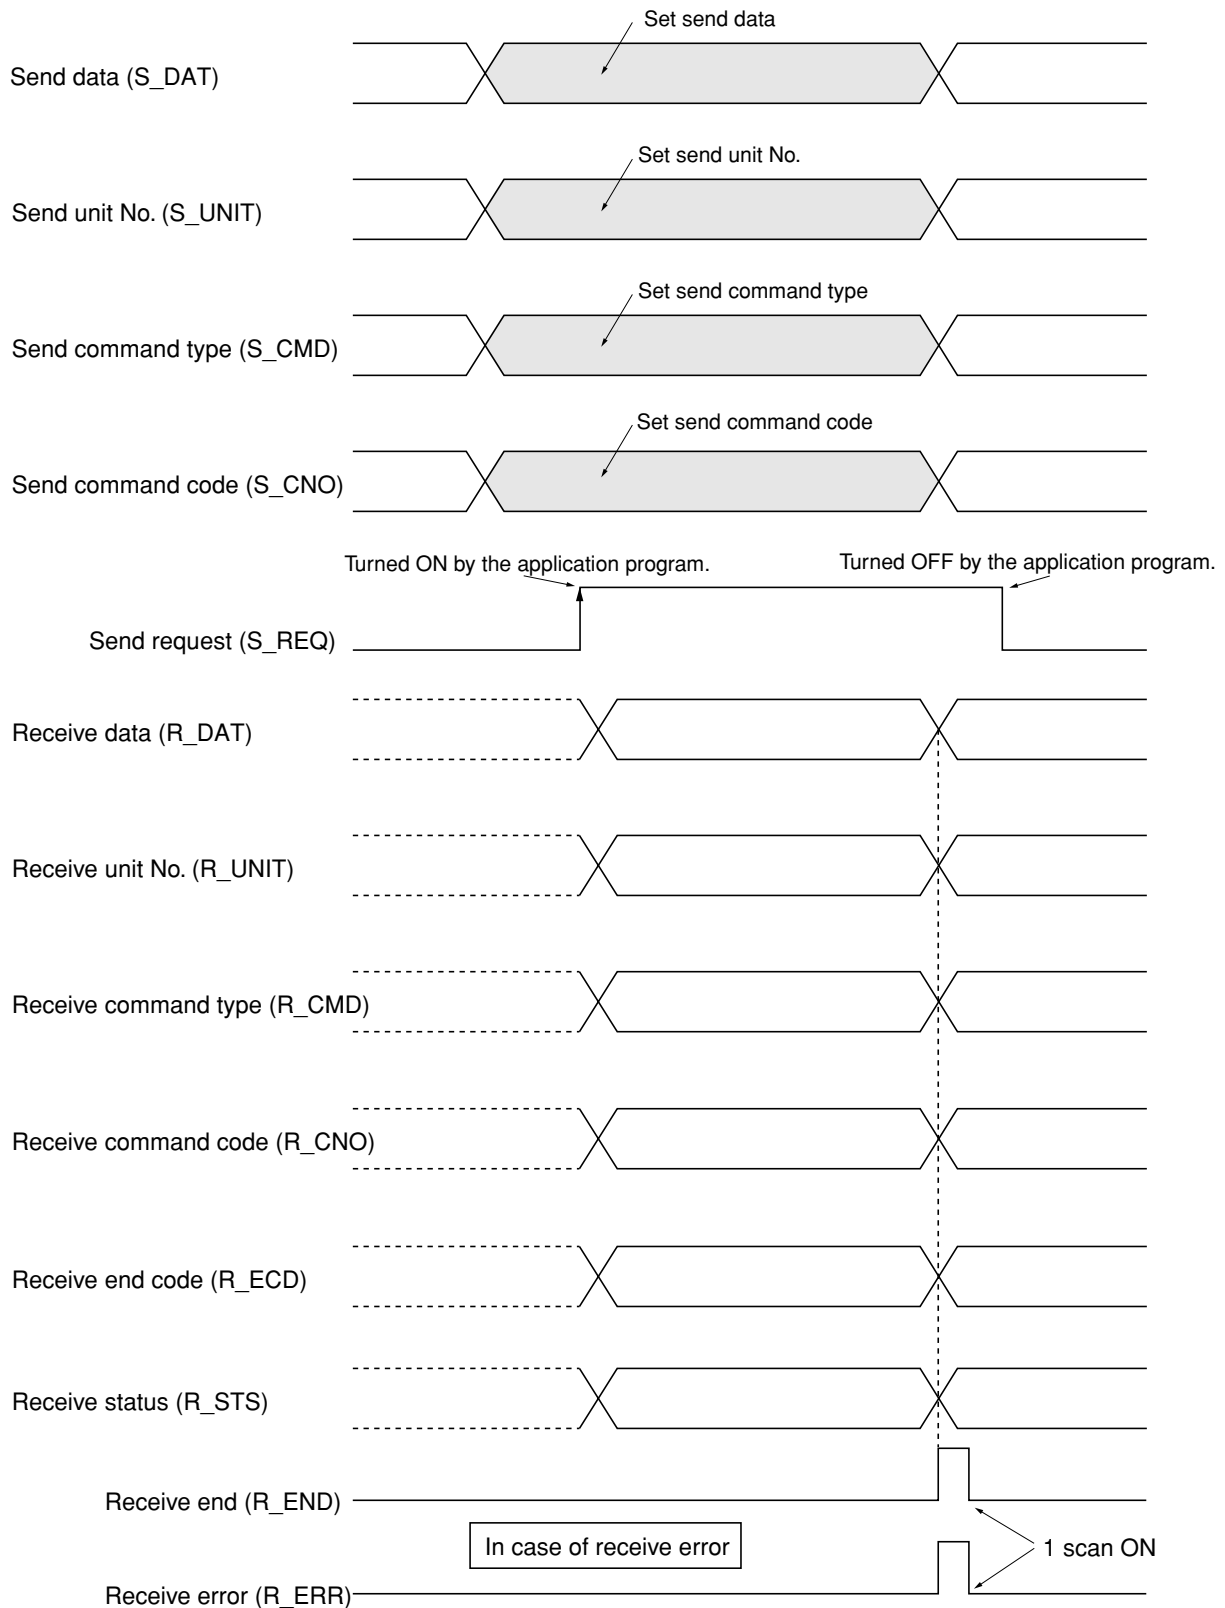 Set send data
Send data (S_DAT)
Set send unit No.
Send unit No. (S_UNIT)
Set send command type
Send command type (S_CMD)
Set send command code
Send command code (S_CNO)
Turned ON by the application program.
Turned OFF by the application program.
Send request (S_REQ)
Receive data (R_DAT)
Receive unit No. (R_UNIT)
Receive command type (R_CMD)
Receive command code (R_CNO)
Receive end code (R_ECD)
Receive status (R_STS)
Receive end (R_END)
In case of receive error
1 scan ON
Receive error (R_ERR)